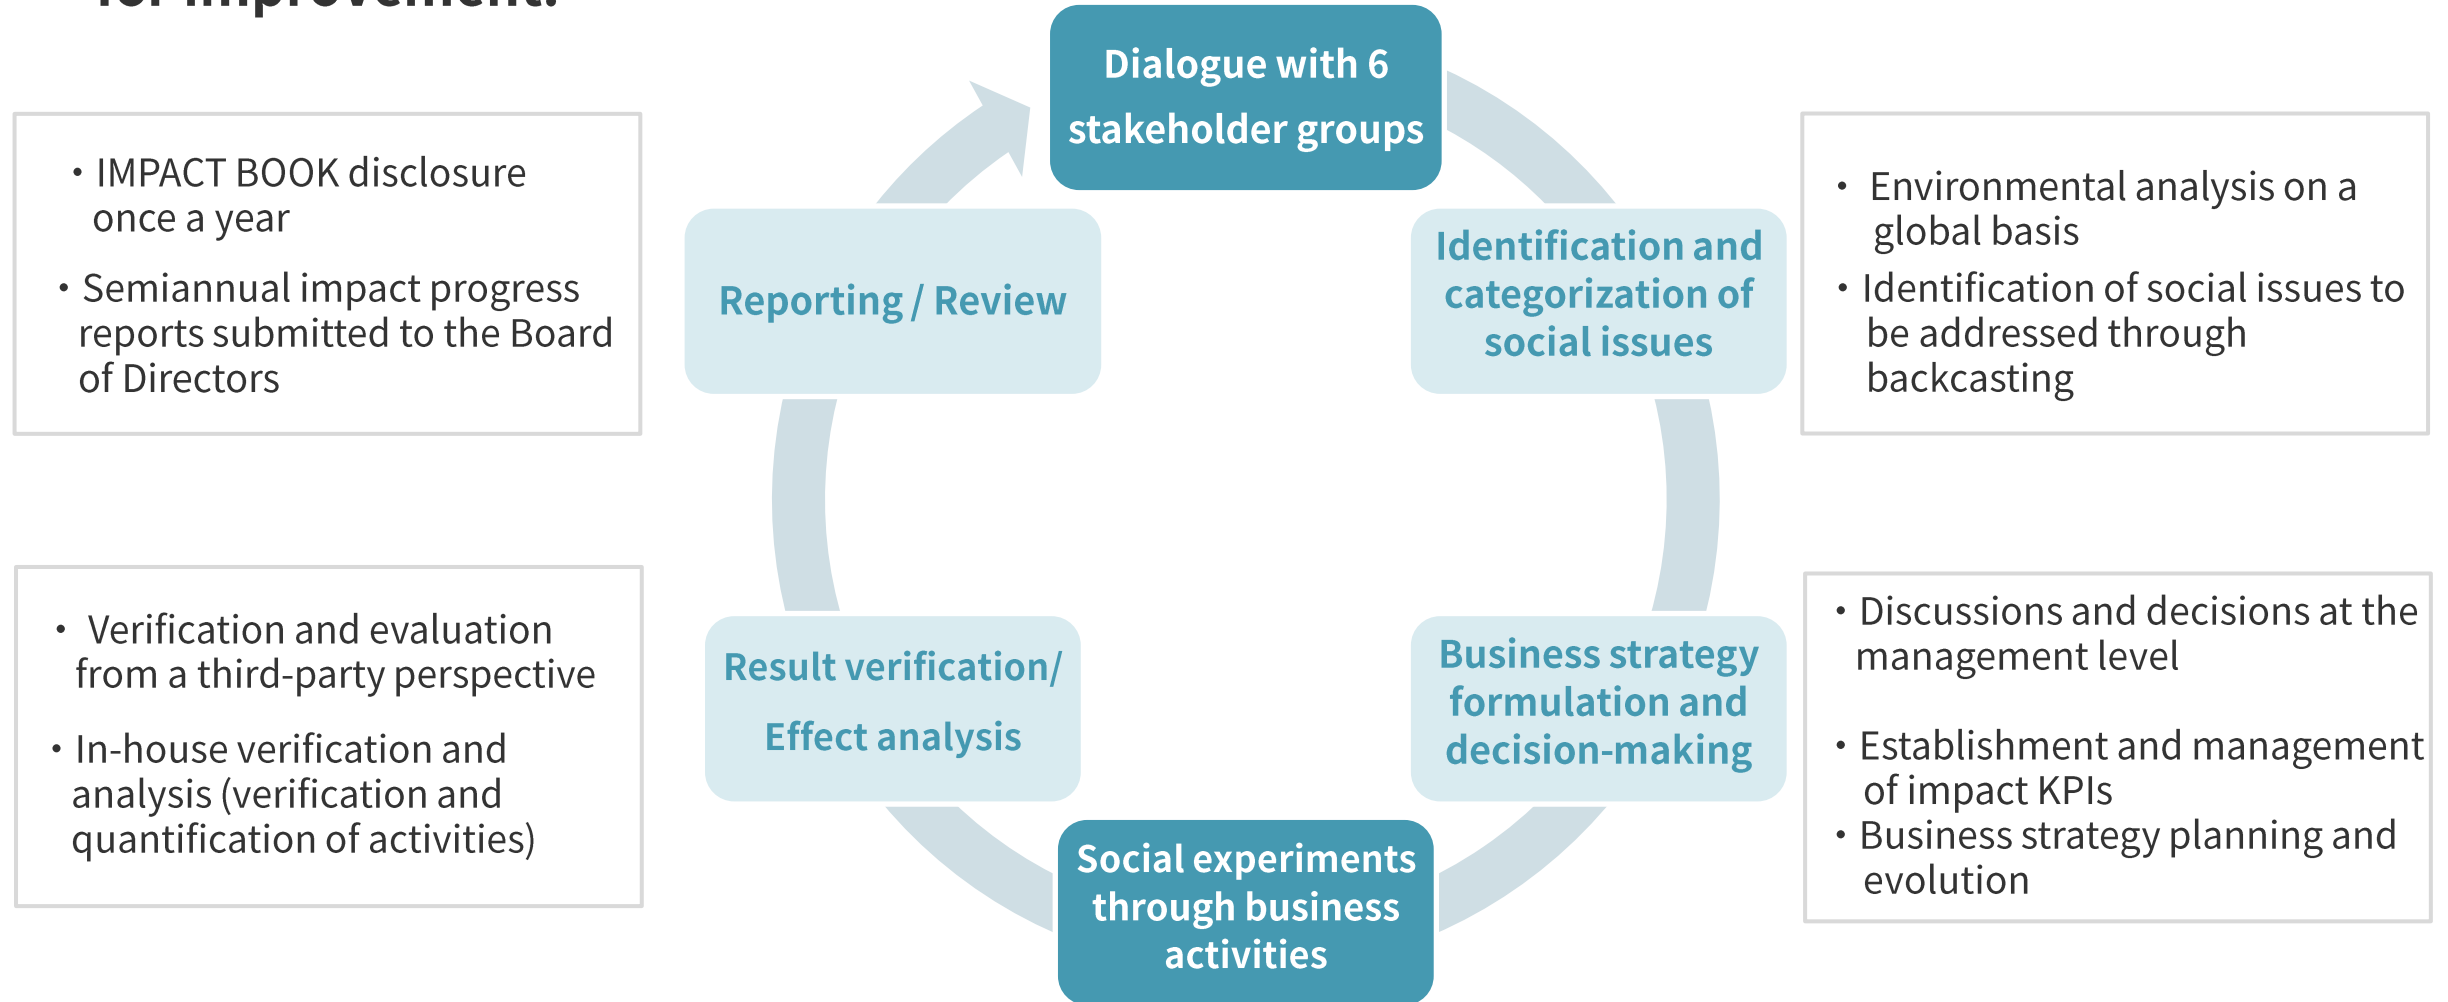 for improvement.
Dialogue with 6
stakeholder groups
Identification and
categorization of
social issues
・ Environmental analysis on a
global basis
・Identification of social issues to
be addressed through
backcasting
Business strategy
formulation and
decision-making
・Discussions and decisions at the
management level
・Establishment and management
of impact KPIs
・Business strategy planning and
evolution
Social experiments
through business
activities
Result verification/
Effect analysis
・ Verification and evaluation
from a third-party perspective
・In-house verification and
analysis (verification and
quantification of activities)
Reporting / Review
・IMPACT BOOK disclosure
once a year
・Semiannual impact progress
reports submitted to the Board
of Directors